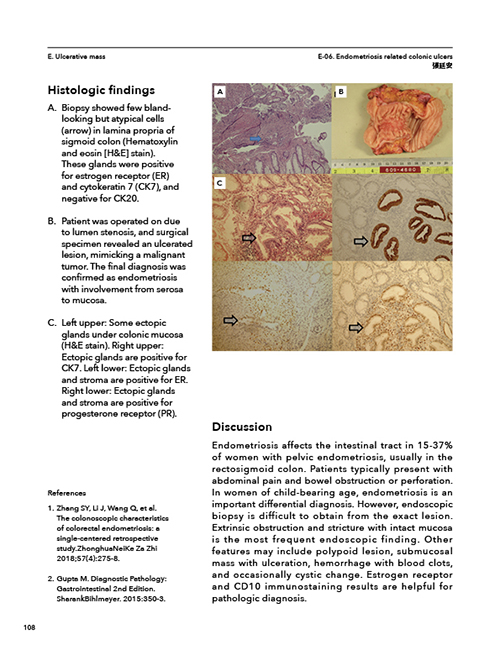 E. Ulcerative mass
E-06. Endometriosis related colonic ulcers
張廷安
Histologic findings
A. Biopsy showed few bland-
looking but atypical cells
(arrow) in lamina propria of
sigmoid colon (Hematoxylin
and eosin [H&E] stain).
These glands were positive
for estrogen receptor (ER)
and cytokeratin 7 (CK7), and
negative for CK20.
B. Patient was operated on due
to lumen stenosis, and surgical
specimen revealed an ulcerated
lesion, mimicking a malignant
tumor. The final diagnosis was
confirmed as endometriosis
with involvement from serosa
to mucosa.
C. Left upper: Some ectopic
glands under colonic mucosa
(H&E stain). Right upper:
Ectopic glands are positive for
CK7. Left lower: Ectopic glands
and stroma are positive for ER.
Right lower: Ectopic glands
and stroma are positive for
progesterone receptor (PR).
A
B
C
References
1. Zhang SY, Li J, Wang Q, et al.
The colonoscopic characteristics
of colorectal endometriosis: a
single-centered retrospective
study.ZhonghuaNeiKe Za Zhi
2018;57(4):275-8.
2. Gupta M. Diagnostic Pathology:
Gastrointestinal 2nd Edition.
SharankBihlmeyer. 2015:350-3.
Discussion
Endometriosis affects the intestinal tract in 15-37%
of women with pelvic endometriosis, usually in the
rectosigmoid colon. Patients typically present with
abdominal pain and bowel obstruction or perforation.
In women of child-bearing age, endometriosis is an
important differential diagnosis. However, endoscopic
biopsy is difficult to obtain from the exact lesion.
Extrinsic obstruction and stricture with intact mucosa
is the most frequent endoscopic finding. Other
features may include polypoid lesion, submucosal
mass with ulceration, hemorrhage with blood clots,
and occasionally cystic change. Estrogen receptor
and CD10 immunostaining results are helpful for
pathologic diagnosis.
108